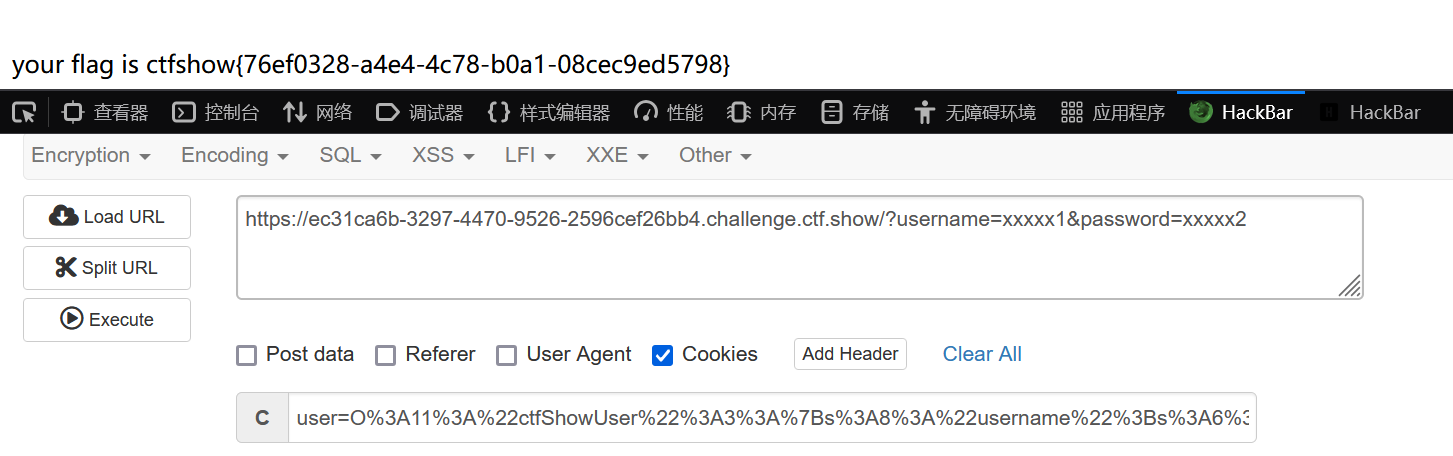 your flag is ctfshow{76ef0328-a4e4-4c78-b0a1-08cec9ed5798}
查看器 控制台 网络 调试器 样式编辑器 性能 内存 存储 无障碍环境 应用程序 HackBar HackBar
Encryption Encoding SQL XSS LFI XXE Other
Load URL
https://ec31ca6b-3297-4470-9526-2596cef26bb4.challenge.ctf.show/?username=xxxxx1&password=xxxxx2
Split URL
Execute
Post data Referer User Agent Cookies Add Header Clear All
C user=O%3A11%3A%22ctfShowUser%22%3A3%3A%7Bs%3A8%3A%22username%22%3Bs%3A6%3